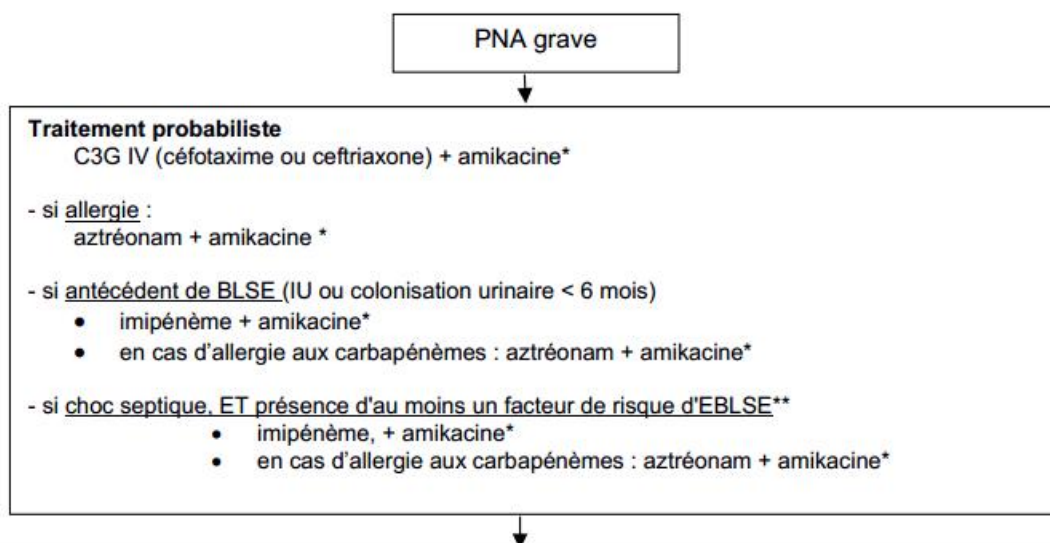 PNA grave
Traitement probabiliste
C3G IV (céfotaxime ou ceftriaxone) + amikacine*
- si allergie :
aztréonam + amikacine *
- si antécédent de BLSE (IU ou colonisation urinaire < 6 mois)
• imipénème + amikacine*
• en cas d'allergie aux carbapénèmes : aztréonam + amikacine*
- si choc septique, ET présence d'au moins un facteur de risque d'EBLSE**
• imipénème, + amikacine*
• en cas d'allergie aux carbapénèmes : aztréonam + amikacine*